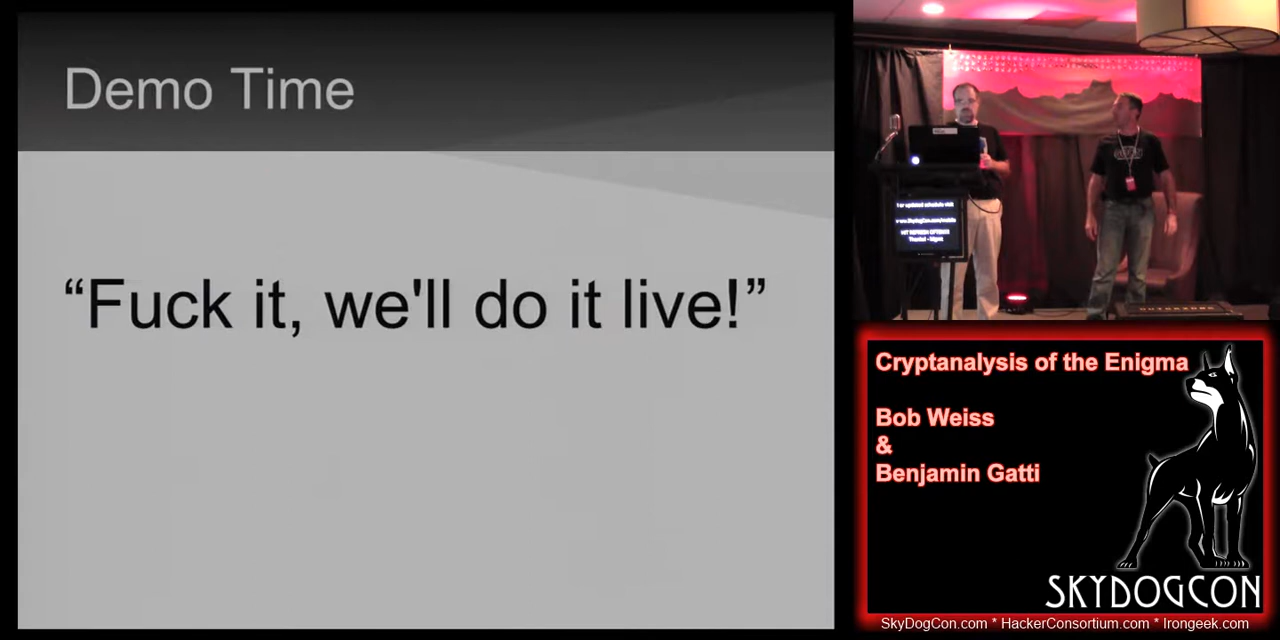 Demo Time
“Fuck it, we'll do it live!”
Cryptanalysis of the Enigma
Bob Weiss
&
Benjamin Gatti
SKYDOGCON
SkyDogCon.com * HackerConsortium.com * Irongeek.com